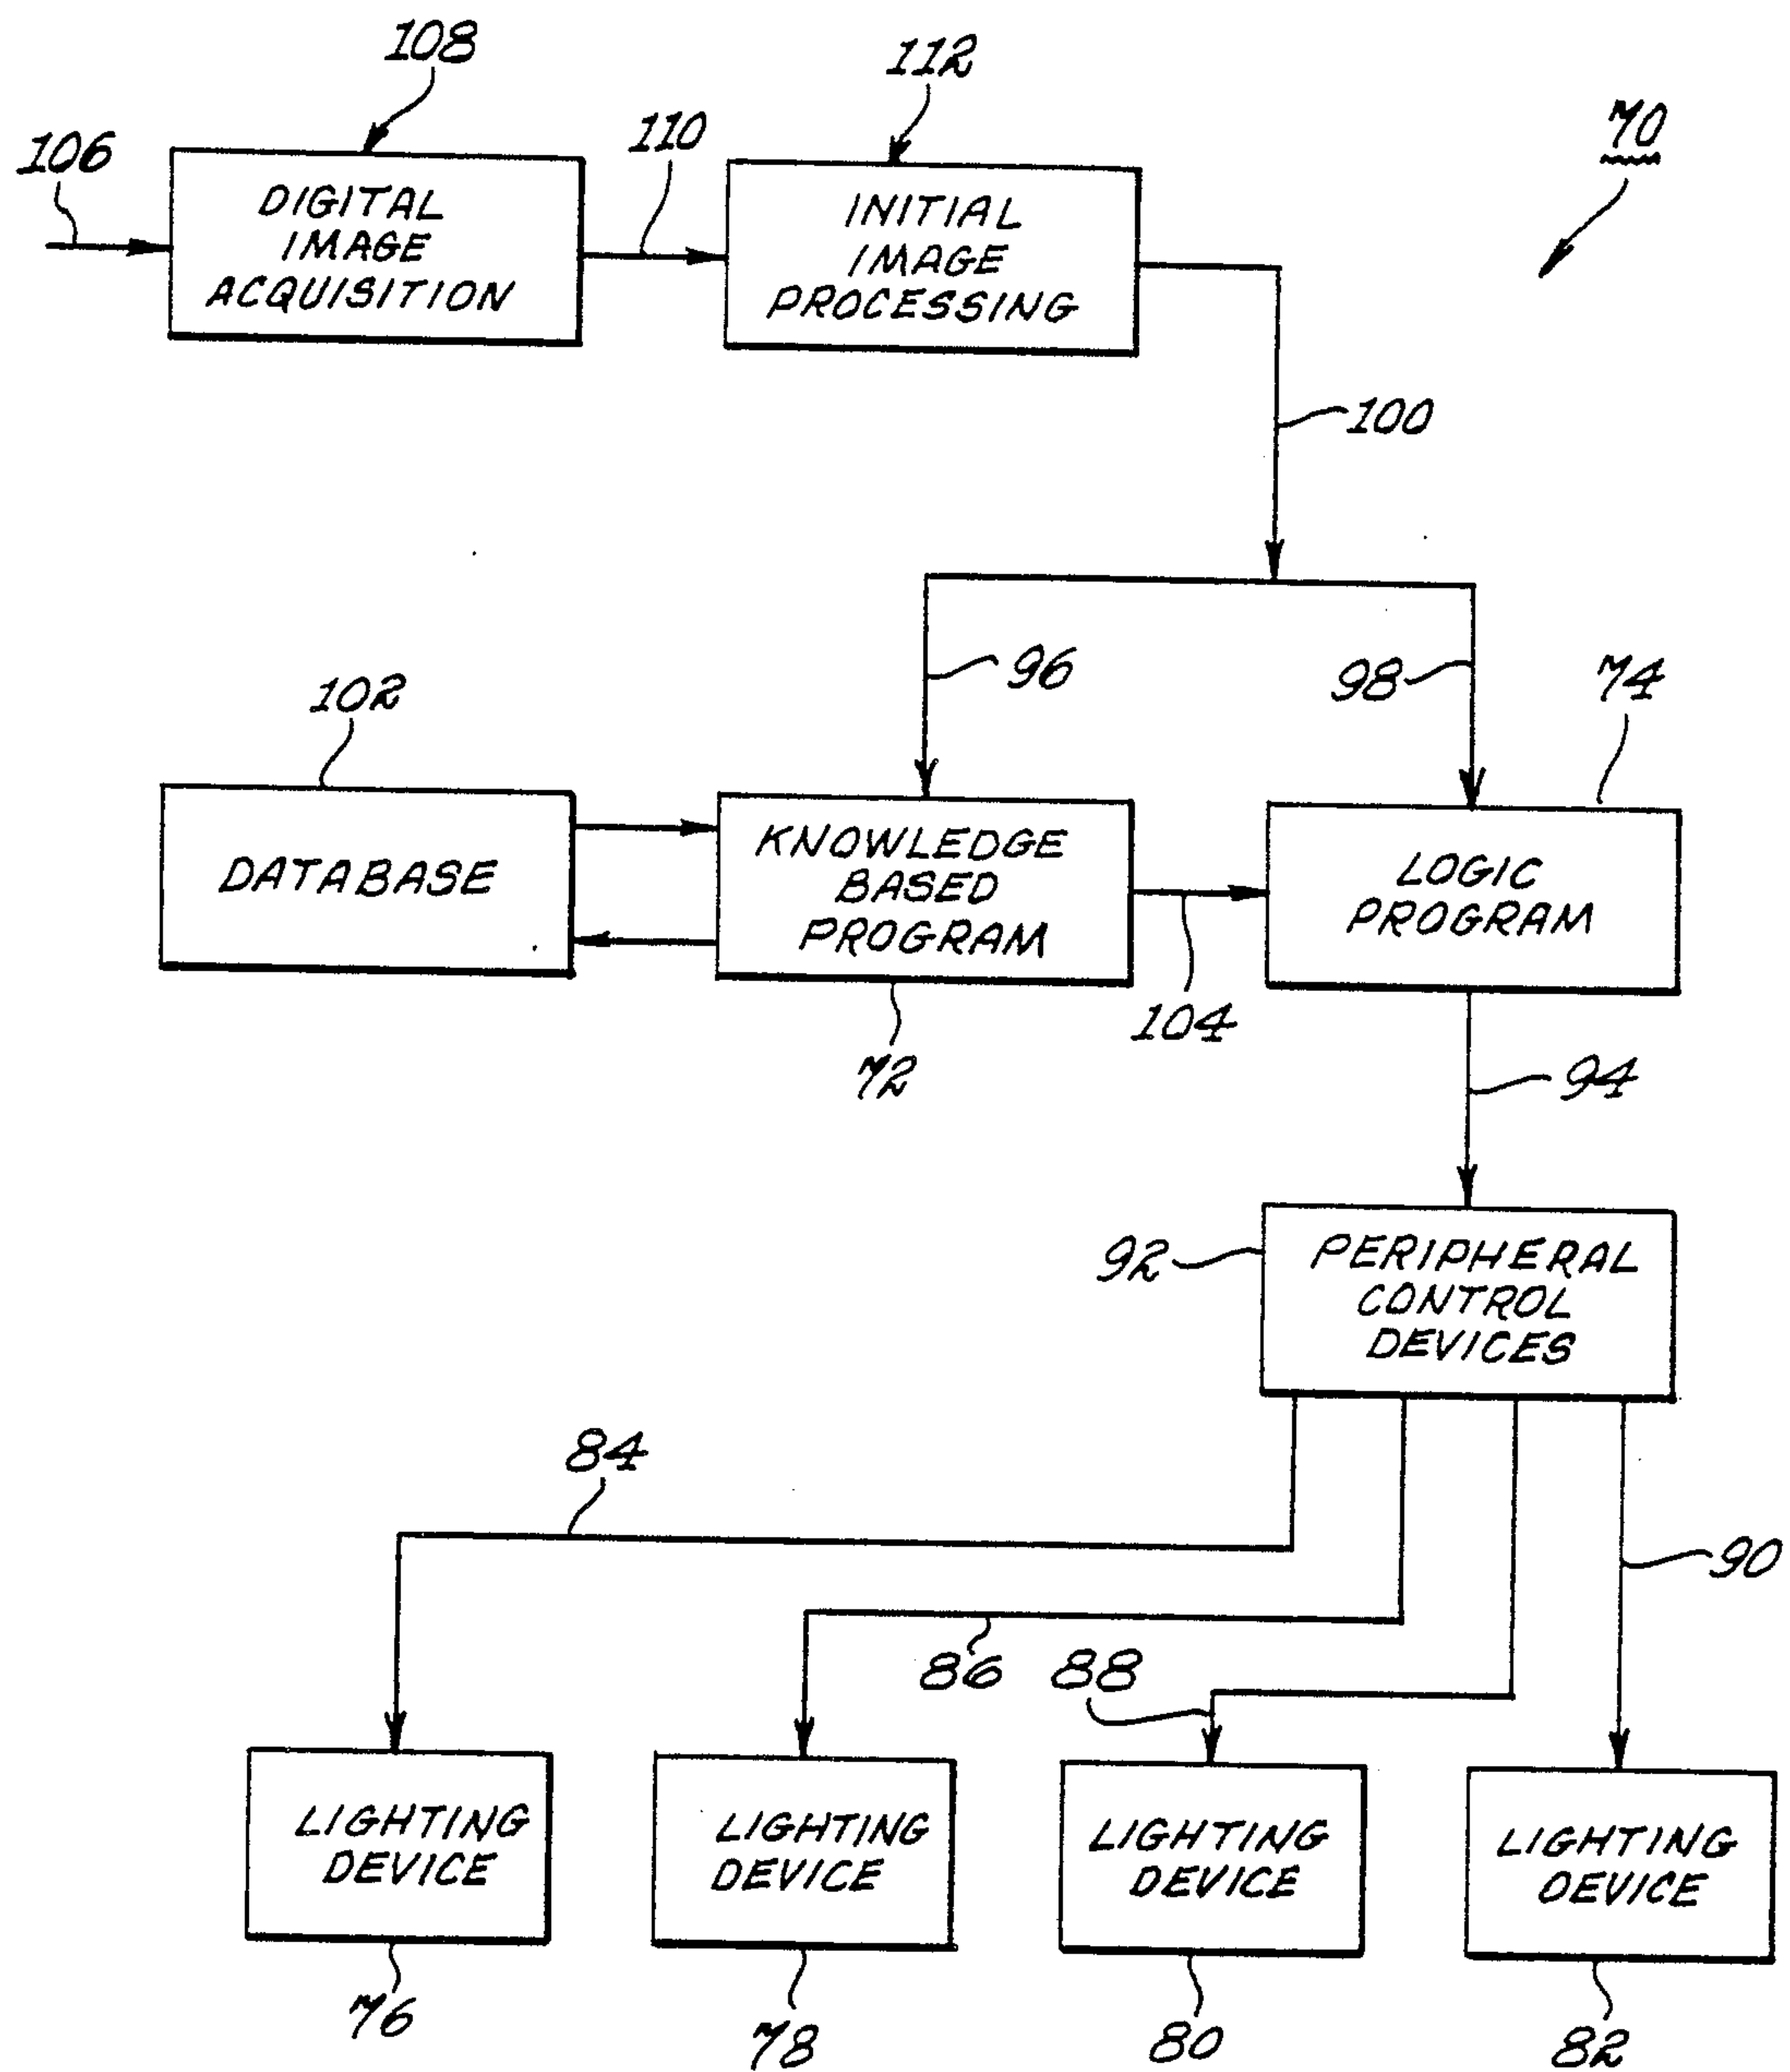 108
112
70
106
110
DIGITAL
IMAGE
ACQUISITION
INITIAL
IMAGE
PROCESSING
100
96
98
74
102
DATABASE
KNOWLEDGE
BASED
PROGRAM
LOGIC
PROGRAM
104
72
94
92
PERIPHERAL
CONTROL
DEVICES
84
90
86
88
LIGHTING
DEVICE
LIGHTING
DEVICE
LIGHTING
DEVICE
LIGHTING
DEVICE
76
78
80
82